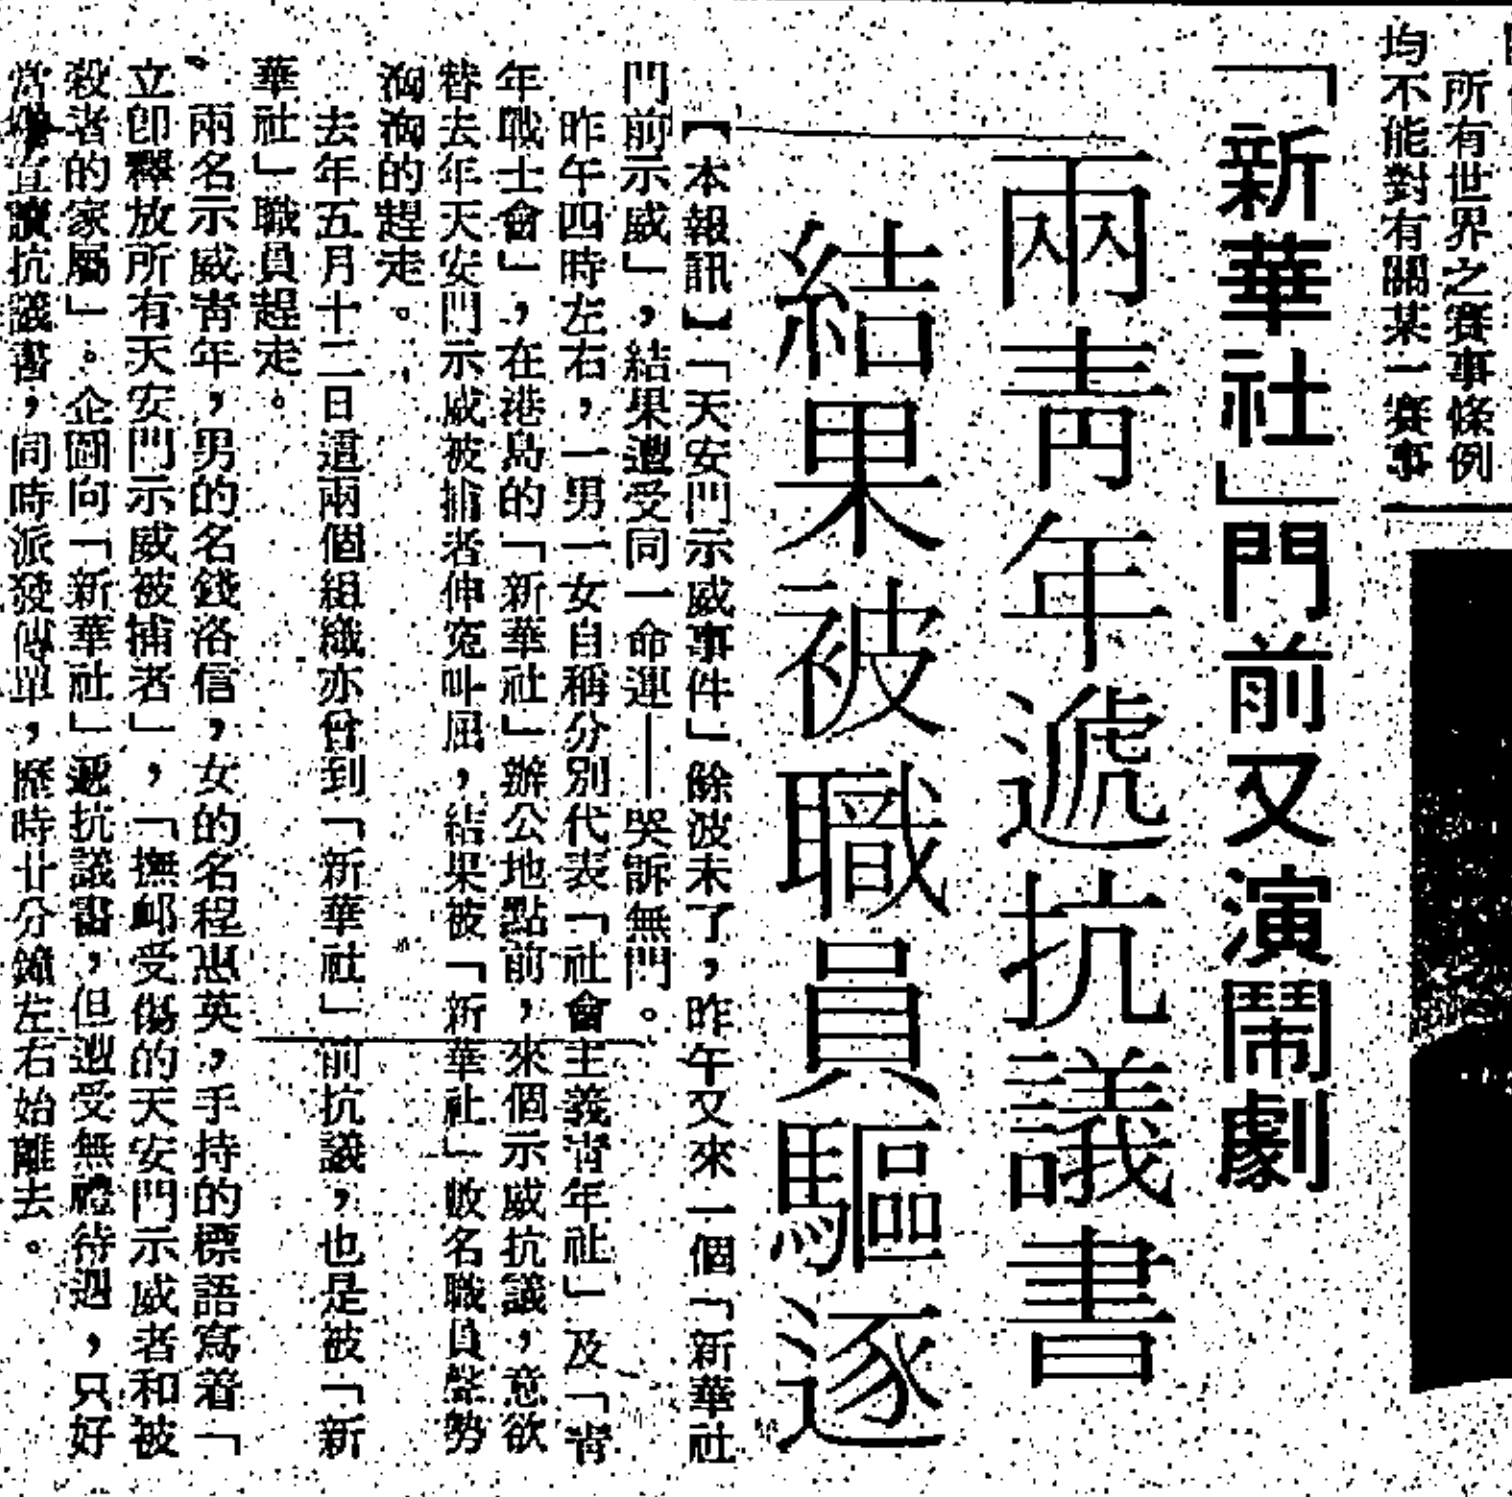 所有世界之賽事條例
均不能對有關某一賽事
「新華社」門前又演鬧劇
兩青年遞抗議書
結果被職員驅逐
【本報訊】「天安門示威事件」餘波未了，昨午又來一個「新華社
門前示威」，結果遭受同一命運——哭訴無門。
昨午四時左右，一男一女自稱分別代表「社會主義青年社」及「青
年戰士會」，在港島的「新華社」辦公地點前，來個示威抗議，意欲
替去年天安門示威被捕者伸寃叫屈，結果被「新華社」數名職員聲勢
洶洶的趕走。
去年五月十二日這兩個組織亦曾到「新華社」前抗議，也是被「新
華社」職員趕走。
兩名示威青年，男的名錢洛信，女的名程惠英，手持的標語寫着「
立卽釋放所有天安門示威被捕者」，「撫邺受傷的天安門示威者和被
殺者的家屬」。企圖向「新華社」遞抗議書，但遭受無禮待遇，只好
當場宣讀抗議書，同時派發傳單，歷時廿分鐘左右始離去。